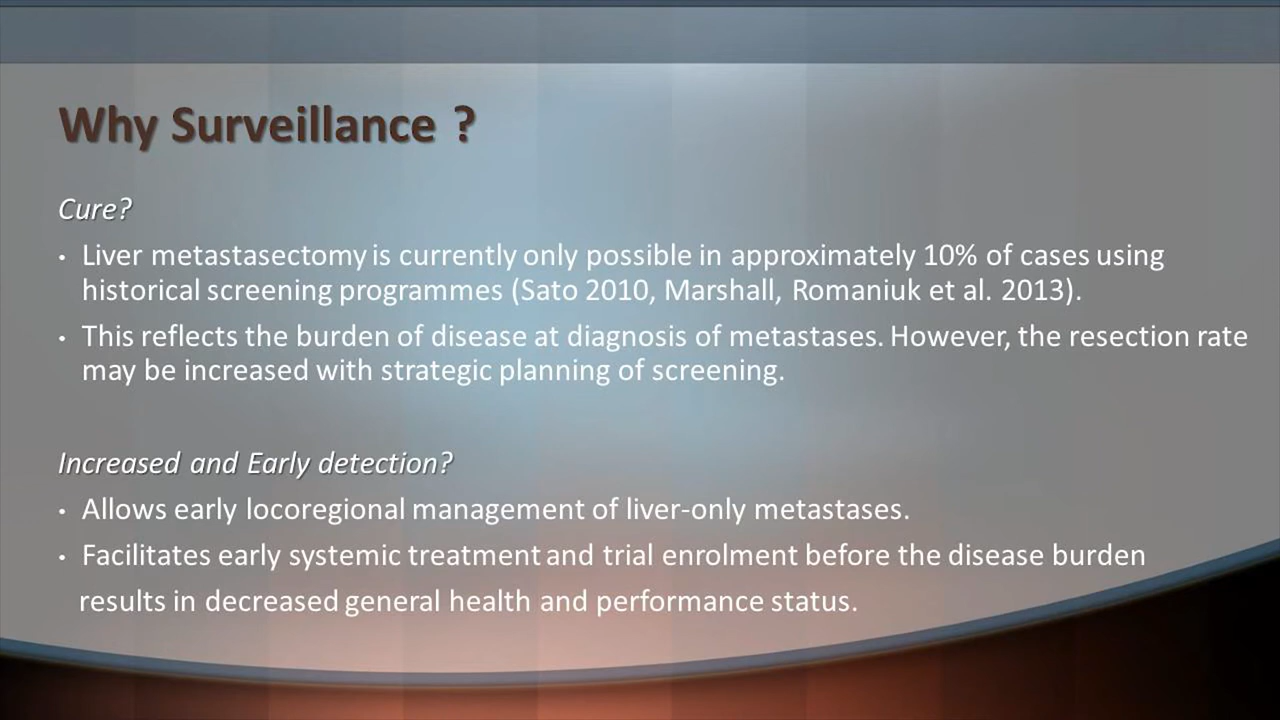 Why Surveillance ?
Cure?
• Liver metastasectomy is currently only possible in approximately 10% of cases using
historical screening programmes (Sato 2010, Marshall, Romaniuk et al. 2013).
• This reflects the burden of disease at diagnosis of metastases. However, the resection rate
may be increased with strategic planning of screening.
Increased and Early detection?
• Allows early locoregional management of liver-only metastases.
• Facilitates early systemic treatment and trial enrolment before the disease burden
results in decreased general health and performance status.